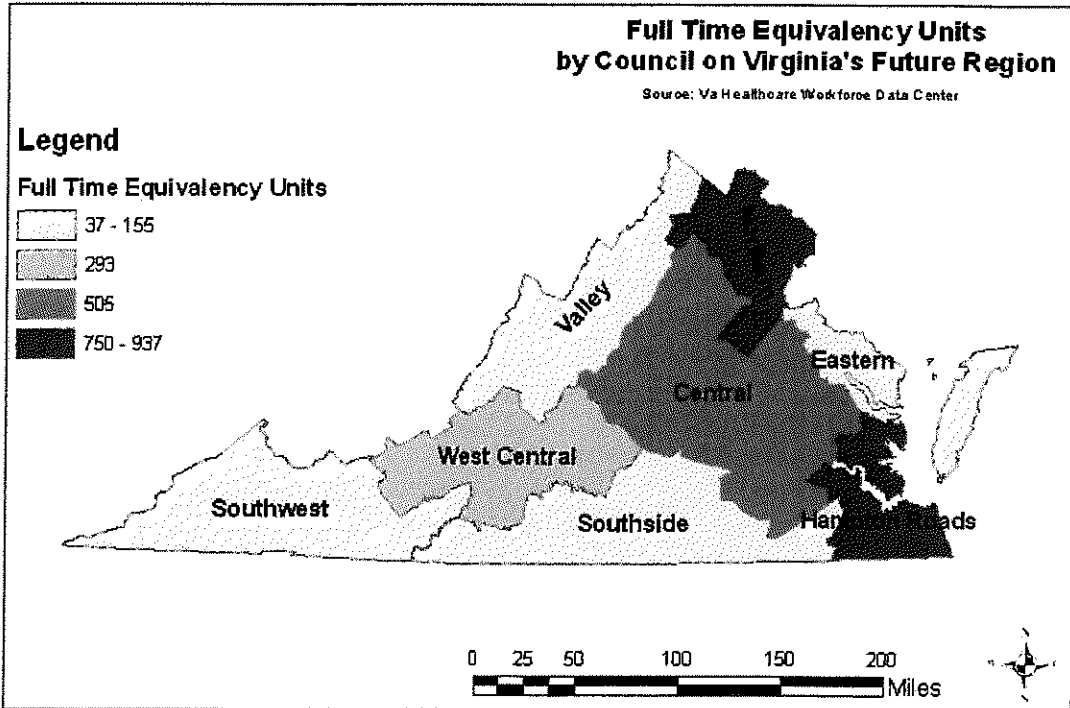 Full Time Equivalency Units
by Council on Virginia's Future Region
Source: Va Healthcare Workforce Data Center
Legend
Full Time Equivalency Units
37 - 155
293
505
750 - 937
Valley
Eastern
Central
West Central
Southwest
Southside
Hampton Roads
0 25 50 100 150 200
Miles